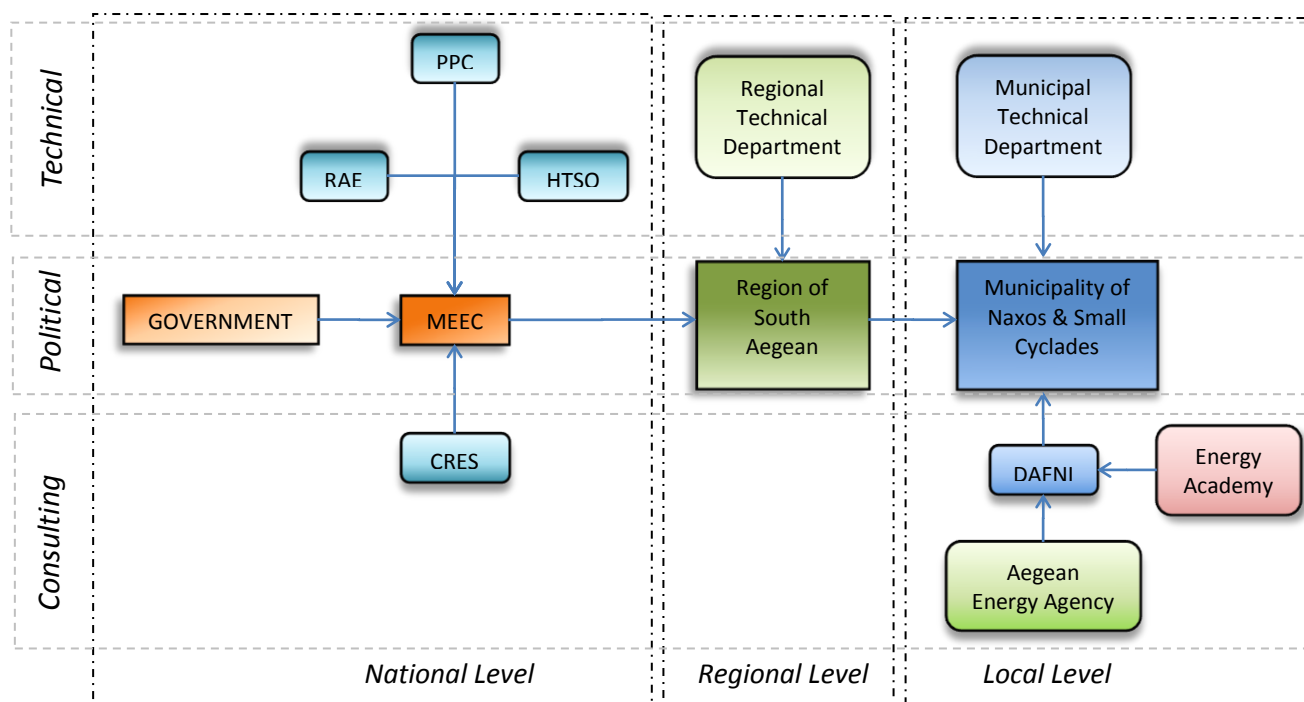 Technical
PPC
RAE
HTSO
Regional
Technical
Department
Municipal
Technical
Department
Political
GOVERNMENT
MEEC
Region of
South
Aegean
Municipality of
Naxos & Small
Cyclades
Consulting
CRES
DAFNI
Energy
Academy
Aegean
Energy Agency
National Level
Regional Level
Local Level